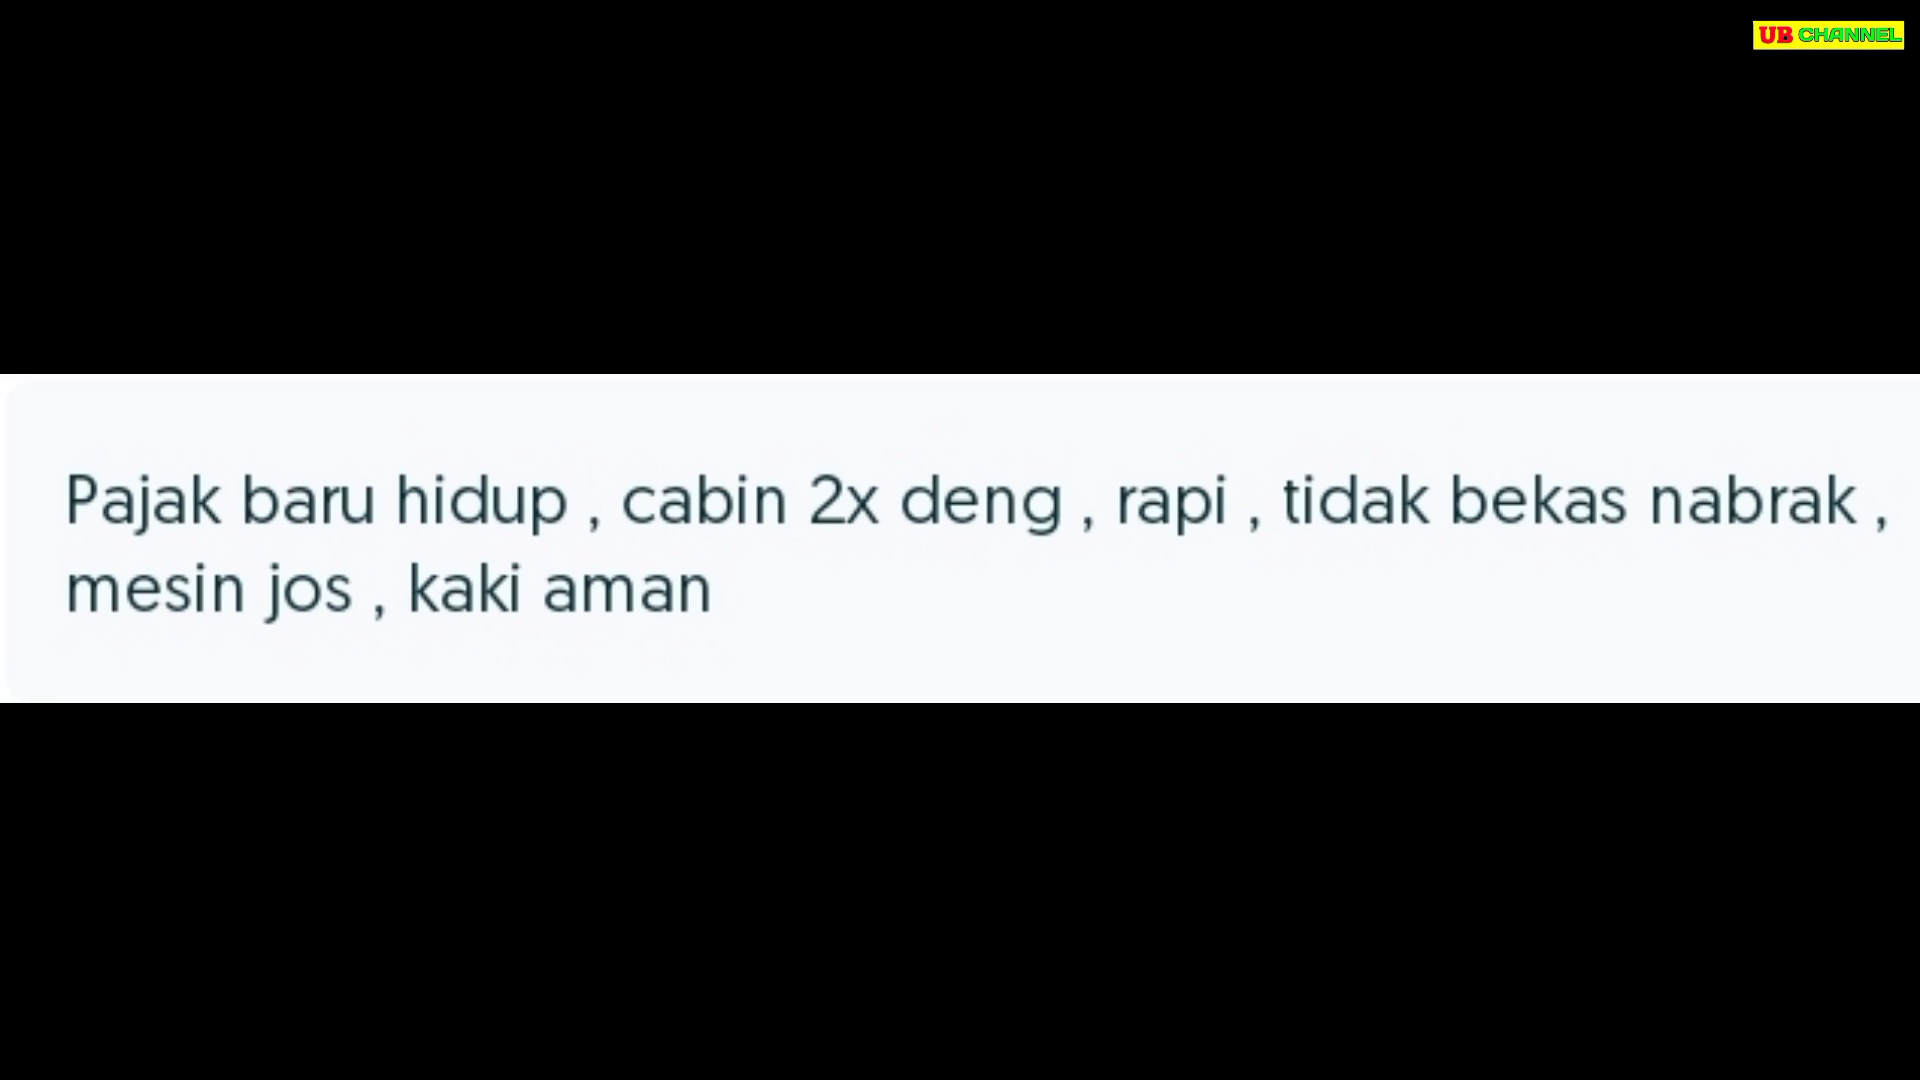 UB CHANNEL
Pajak baru hidup , cabin 2x deng , rapi , tidak bekas nabrak ,
mesin jos , kaki aman